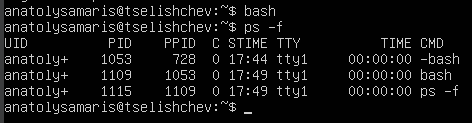 anatolysamaris@tselishchev:~$ bash
anatolysamaris@tselishchev:~$ ps -f
UID          PID    PPID  C STIME TTY          TIME CMD
anatoly+    1053     728  0 17:44 tty1     00:00:00 -bash
anatoly+    1109    1053  0 17:49 tty1     00:00:00 bash
anatoly+    1115    1109  0 17:49 tty1     00:00:00 ps -f
anatolysamaris@tselishchev:~$ _